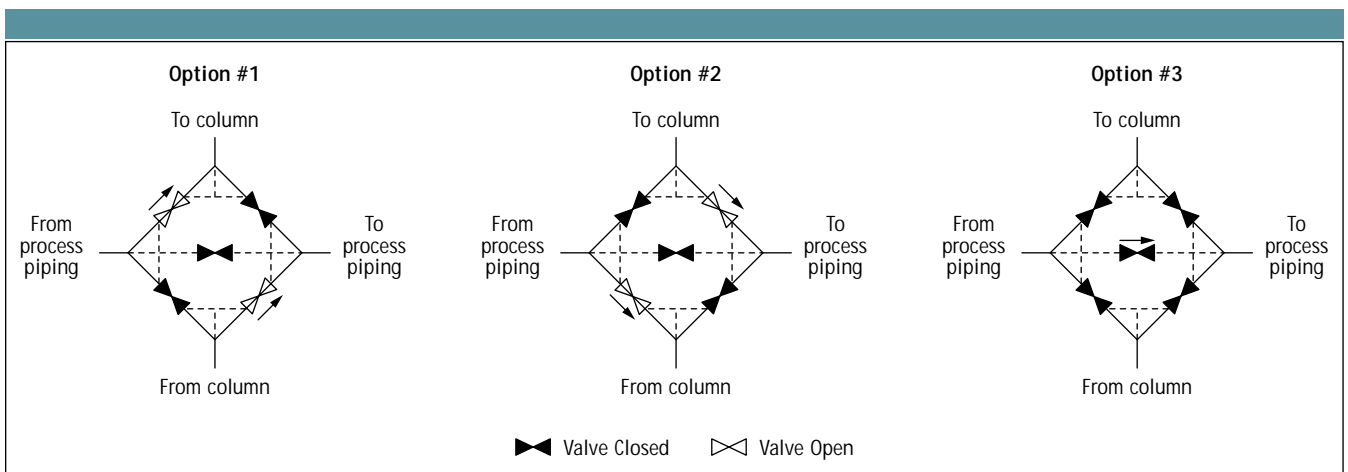 Option #1
To column
From
process
piping
To
process
piping
From column
Option #2
To column
From
process
piping
To
process
piping
From column
Option #3
To column
From
process
piping
To
process
piping
From column
Valve Closed
Valve Open